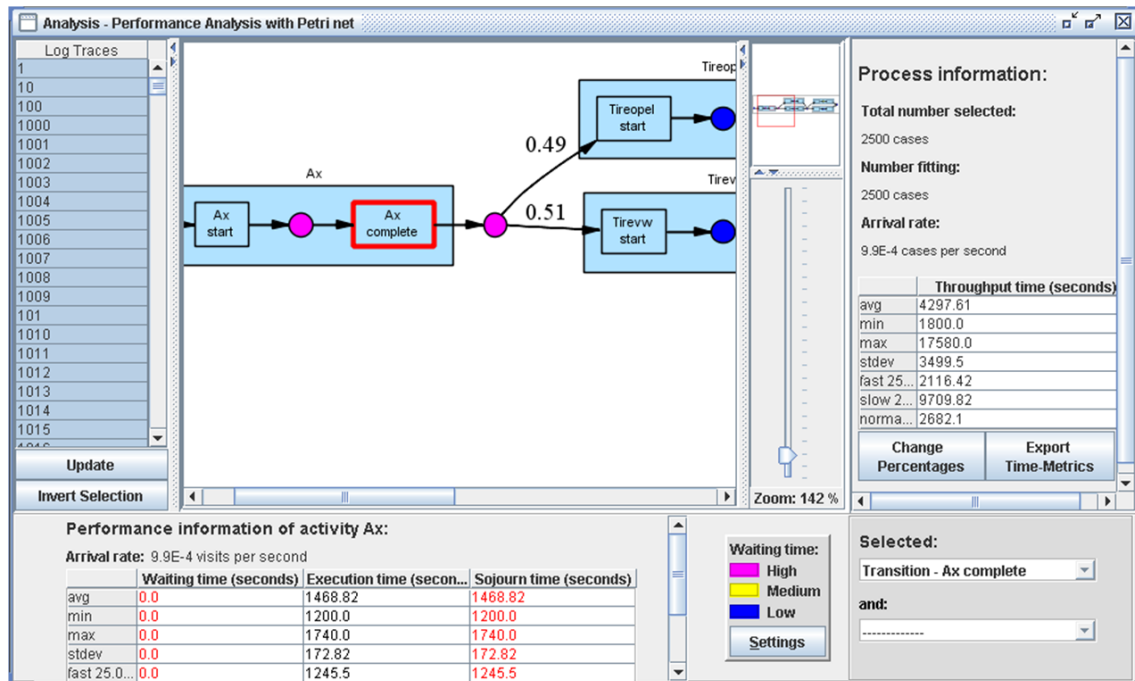 Analysis - Performance Analysis with Petri net
Log Traces
1
10
100
1000
1001
1002
1003
1004
1005
1006
1007
1008
1009
101
1010
1011
1012
1013
1014
1015
Update
Invert Selection
Ax
Ax
start
Ax
complete
0.49
0.51
Tireop
Tireopel
start
Tirev
Tirevw
start
Zoom: 142 %
Process information:
Total number selected:
2500 cases
Number fitting:
2500 cases
Arrival rate:
9.9E-4 cases per second
Throughput time (seconds)
avg 4297.61
min 1800.0
max 17580.0
stdev 3499.5
fast 25... 2116.42
slow 2... 9709.82
norma... 2682.1
Change
Percentages
Export
Time-Metrics
Performance information of activity Ax:
Arrival rate: 9.9E-4 visits per second
Waiting time (seconds) Execution time (secon... Sojourn time (seconds)
avg 0.0 1468.82 1468.82
min 0.0 1200.0 1200.0
max 0.0 1740.0 1740.0
stdev 0.0 172.82 172.82
fast 25.0... 0.0 1245.5 1245.5
Waiting time:
High
Medium
Low
Settings
Selected:
Transition - Ax complete
and:
-------------